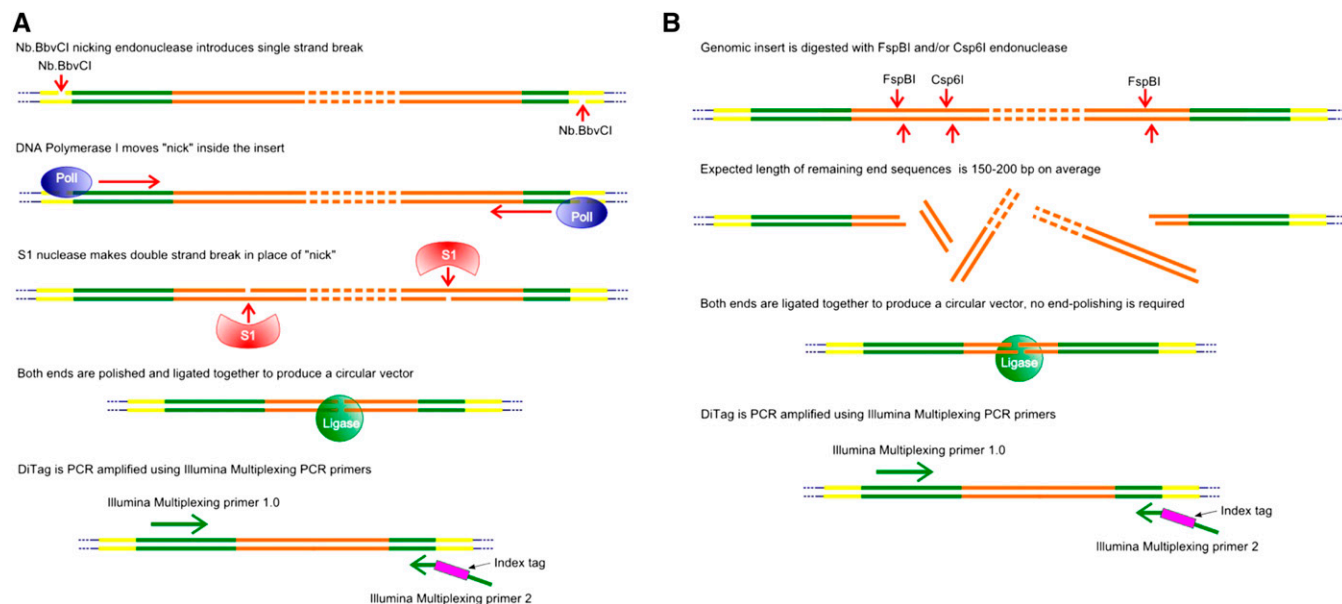 A
Nb.BbvCI nicking endonuclease introduces single strand break
Nb.BbvCI
Nb.BbvCI
DNA Polymerase I moves "nick" inside the insert
PolI
PolI
S1 nuclease makes double strand break in place of "nick"
S1
S1
Both ends are polished and ligated together to produce a circular vector
Ligase
DiTag is PCR amplified using Illumina Multiplexing PCR primers
Illumina Multiplexing primer 1.0
Index tag
Illumina Multiplexing primer 2
B
Genomic insert is digested with FspBI and/or Csp6I endonuclease
FspBI Csp6I FspBI
Expected length of remaining end sequences is 150-200 bp on average
Both ends are ligated together to produce a circular vector, no end-polishing is required
Ligase
DiTag is PCR amplified using Illumina Multiplexing PCR primers
Illumina Multiplexing primer 1.0
Index tag
Illumina Multiplexing primer 2